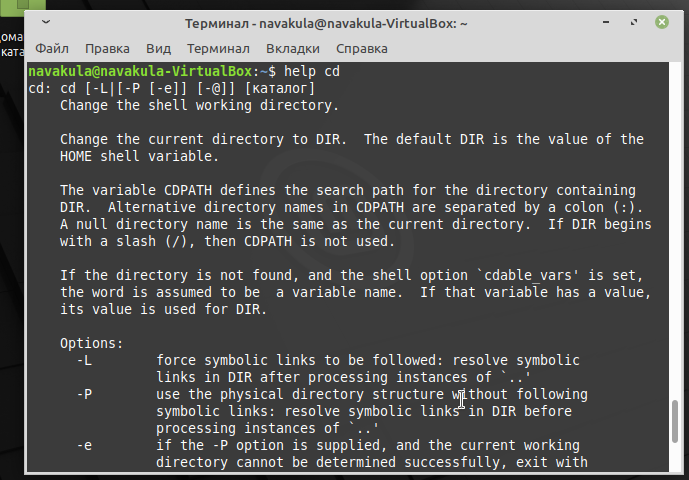 Терминал - navakula@navakula-VirtualBox: ~
Файл Правка Вид Терминал Вкладки Справка
navakula@navakula-VirtualBox:~$ help cd
cd: cd [-L|[-P [-e]] [-@]] [каталог]
Change the shell working directory.
Change the current directory to DIR.  The default DIR is the value of the
HOME shell variable.
The variable CDPATH defines the search path for the directory containing
DIR.  Alternative directory names in CDPATH are separated by a colon (:).
A null directory name is the same as the current directory.  If DIR begins
with a slash (/), then CDPATH is not used.
If the directory is not found, and the shell option `cdable_vars' is set,
the word is assumed to be  a variable name.  If that variable has a value,
its value is used for DIR.
Options:
-L	force symbolic links to be followed: resolve symbolic
links in DIR after processing instances of `..'
-P	use the physical directory structure without following
symbolic links: resolve symbolic links in DIR before
processing instances of `..'
-e	if the -P option is supplied, and the current working
directory cannot be determined successfully, exit with